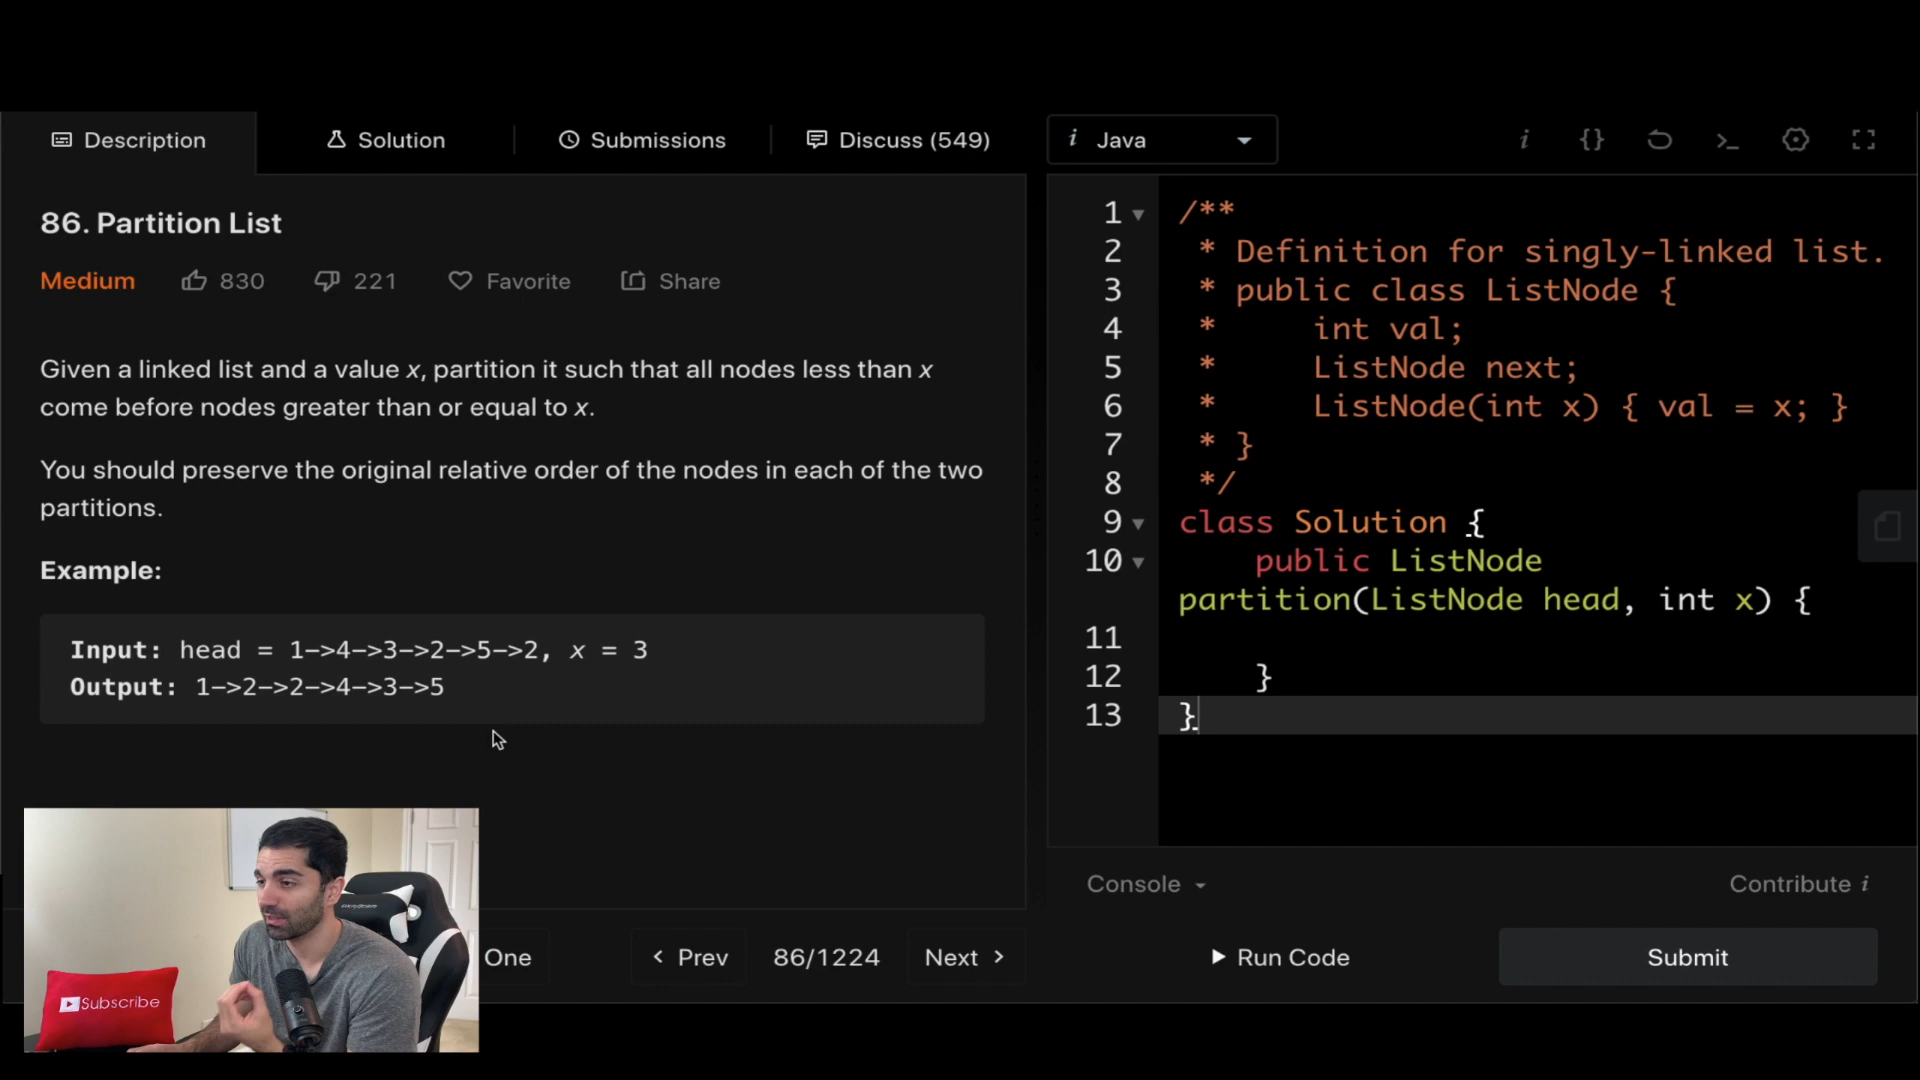 Description
Solution
Submissions
Discuss (549)
i Java
i {} >_
86. Partition List
Medium 830 221 Favorite Share
Given a linked list and a value x, partition it such that all nodes less than x
come before nodes greater than or equal to x.
You should preserve the original relative order of the nodes in each of the two
partitions.
Example:
Input: head = 1->4->3->2->5->2, x = 3
Output: 1->2->2->4->3->5
1 /**
2 * Definition for singly-linked list.
3 * public class ListNode {
4 * int val;
5 * ListNode next;
6 * ListNode(int x) { val = x; }
7 * }
8 */
9 class Solution {
10 public ListNode
partition(ListNode head, int x) {
11
12 }
13 }
Console
Contribute i
One
< Prev
86/1224
Next >
Run Code
Submit
Subscribe